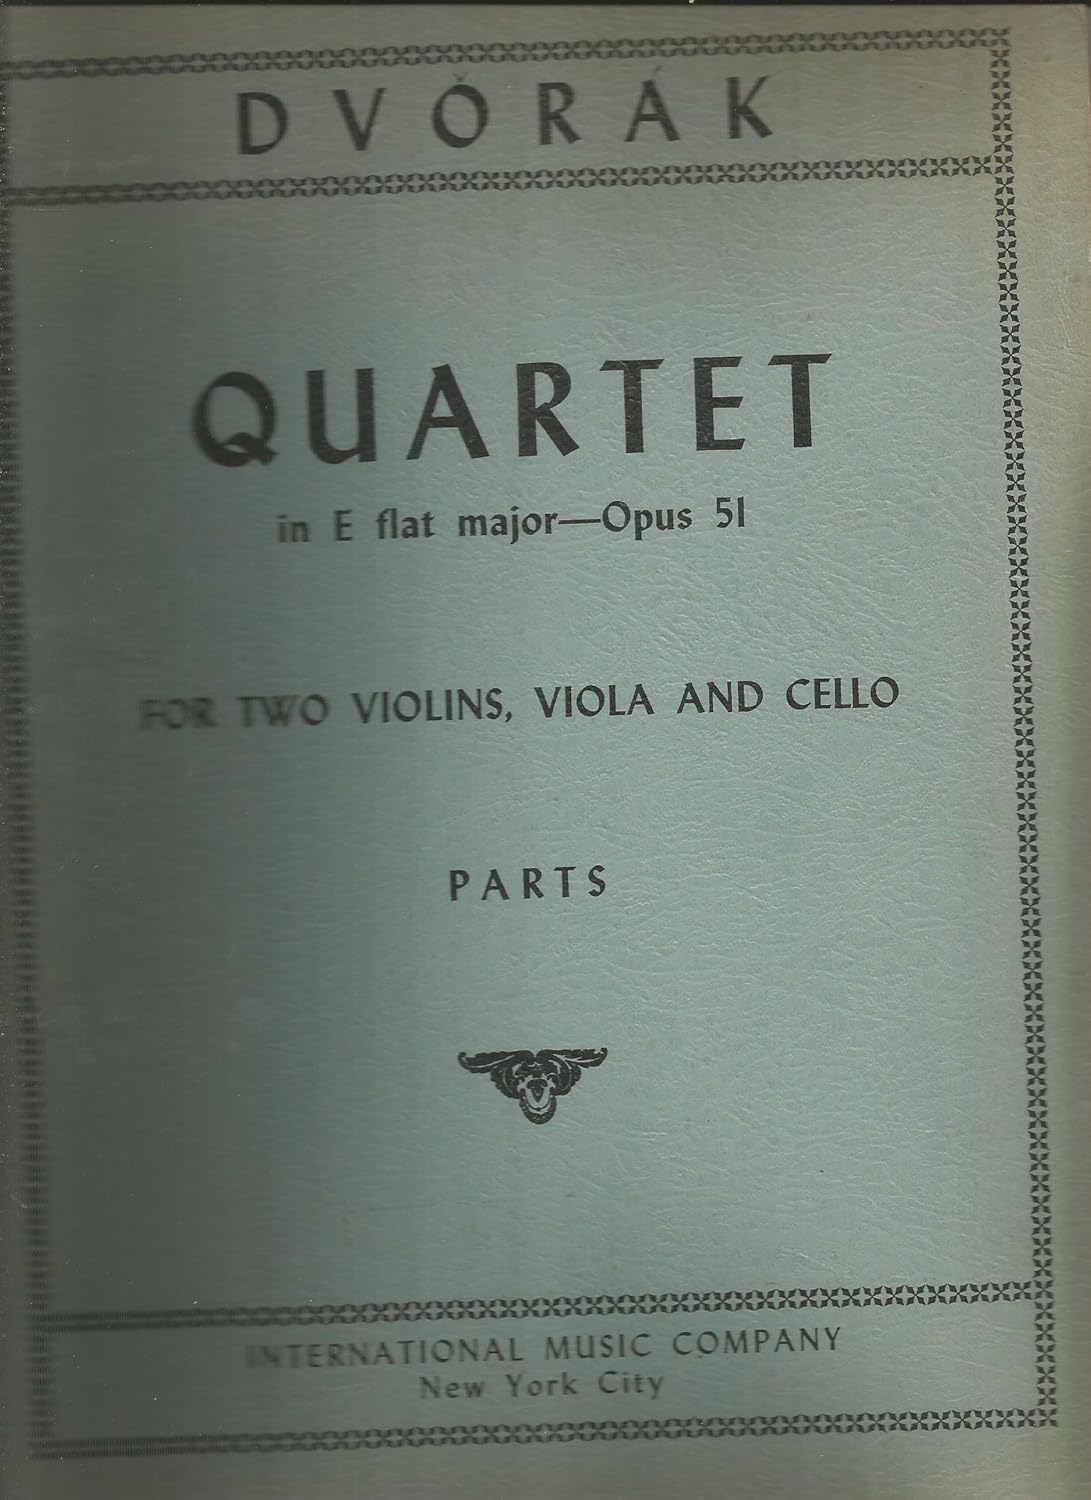 DVǑRÁK
QUARTET
in E flat major—Opus 51
FOR TWO VIOLINS, VIOLA AND CELLO
PARTS
INTERNATIONAL MUSIC COMPANY
New York City